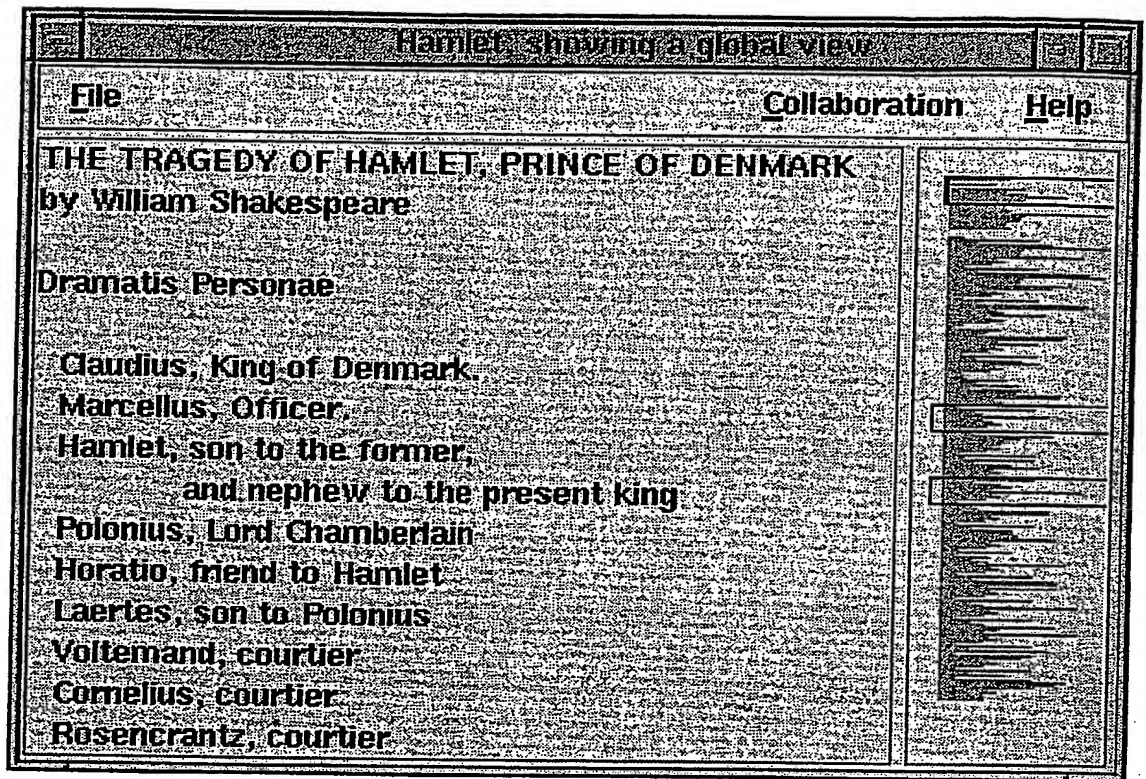 Hamlet, showing a global view
File Collaboration Help
THE TRAGEDY OF HAMLET, PRINCE OF DENMARK
by William Shakespeare
Dramatis Personae
Claudius, King of Denmark.
Marcellus, Officer.
Hamlet, son to the former,
and nephew to the present king
Polonius, Lord Chamberlain
Horatio, friend to Hamlet
Laertes, son to Polonius
Voltemand, courtier
Cornelius, courtier
Rosencrantz, courtier